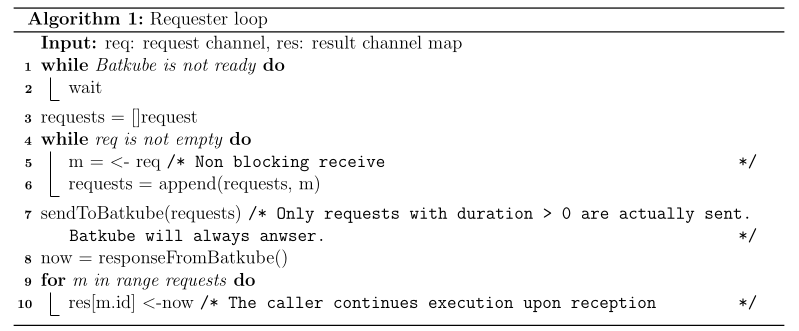 Algorithm 1: Requester loop
Input: req: request channel, res: result channel map
1 while Batkube is not ready do
2 wait
3 requests = []request
4 while req is not empty do
5 m = <- req /* Non blocking receive */
6 requests = append(requests, m)
7 sendToBatkube(requests) /* Only requests with duration > 0 are actually sent.
Batkube will always anwser. */
8 now = responseFromBatkube()
9 for m in range requests do
10 res[m.id] <-now /* The caller continues execution upon reception */